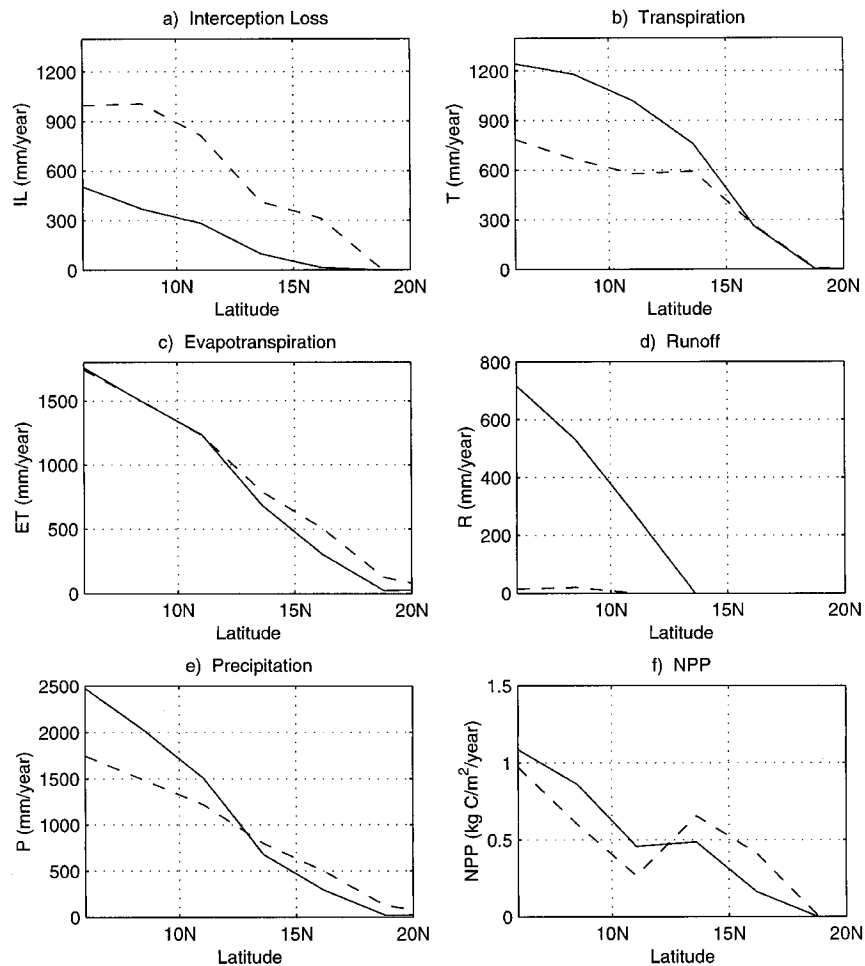 a) Interception Loss
IL (mm/year)
1200
900
600
300
0
10N 15N 20N
Latitude
b) Transpiration
T (mm/year)
1200
900
600
300
0
10N 15N 20N
Latitude
c) Evapotranspiration
ET (mm/year)
1500
1000
500
0
10N 15N 20N
Latitude
d) Runoff
R (mm/year)
800
600
400
200
0
10N 15N 20N
Latitude
e) Precipitation
P (mm/year)
2500
2000
1500
1000
500
0
10N 15N 20N
Latitude
f) NPP
NPP (kg C/m²/year)
1.5
1
0.5
0
10N 15N 20N
Latitude